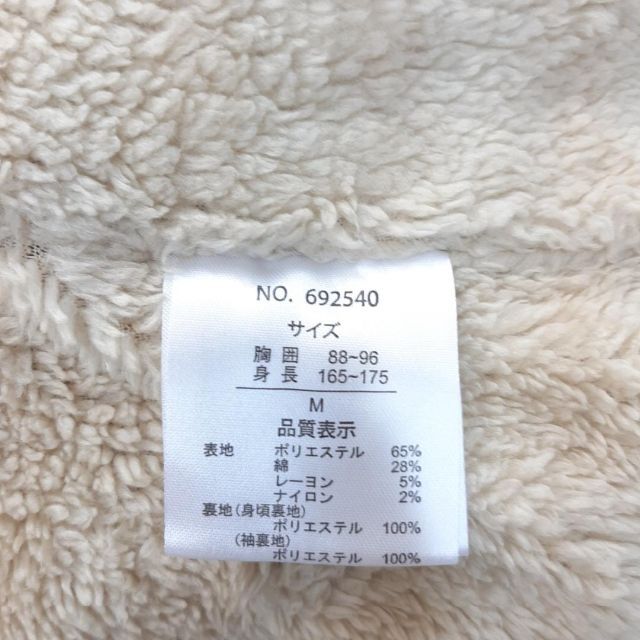 NO. 692540
サイズ
胸囲 88~96
身長 165~175
M
品質表示
表地 ポリエステル 65%
綿 28%
レーヨン 5%
ナイロン 2%
裏地(身頃裏地)
ポリエステル 100%
(袖裏地)
ポリエステル 100%